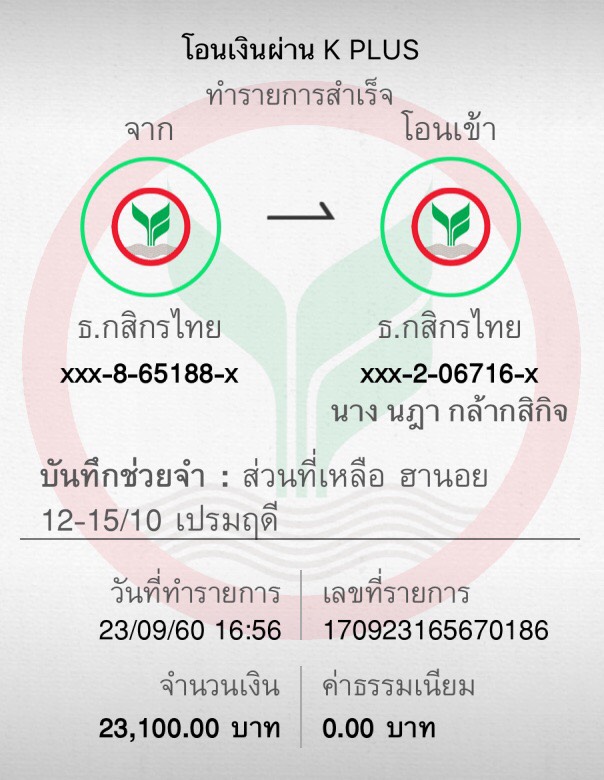 โอนเงินผ่าน K PLUS
ทำรายการสำเร็จ
จาก
โอนเข้า
ธ.กสิกรไทย
ธ.กสิกรไทย
xxx-8-65188-x
xxx-2-06716-x
นาง นฎา กล้ากสิกิจ
บันทึกช่วยจำ : ส่วนที่เหลือ ฮานอย
12-15/10 เปรมฤดี
วันที่ทำรายการ
เลขที่รายการ
23/09/60 16:56
170923165670186
จำนวนเงิน
ค่าธรรมเนียม
23,100.00 บาท
0.00 บาท